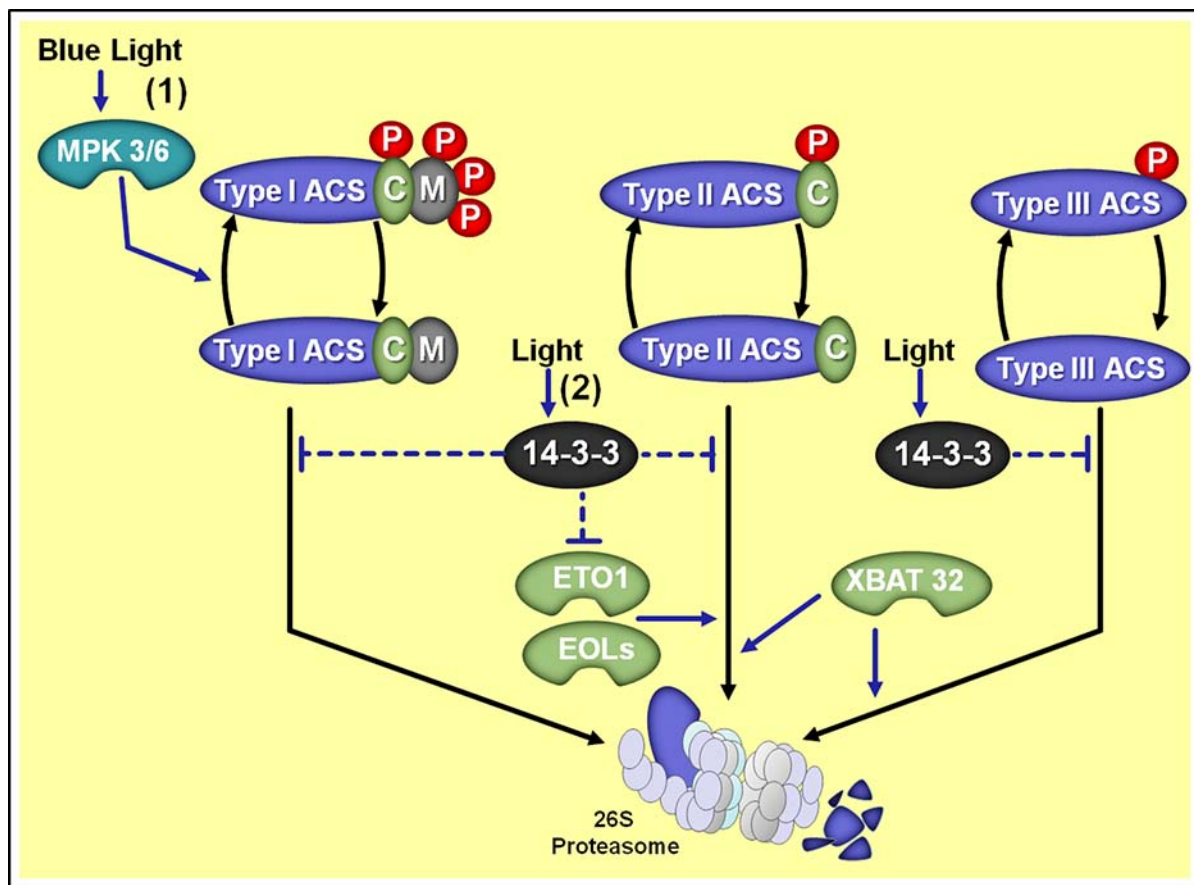 Blue Light
(1)
MPK 3/6
P
P
P
P
Type I ACS C M
P
Type II ACS C
P
Type III ACS
Type I ACS C M
Type II ACS C
Type III ACS
Light
(2)
14-3-3
Light
14-3-3
ETO1
EOLs
XBAT 32
26S
Proteasome